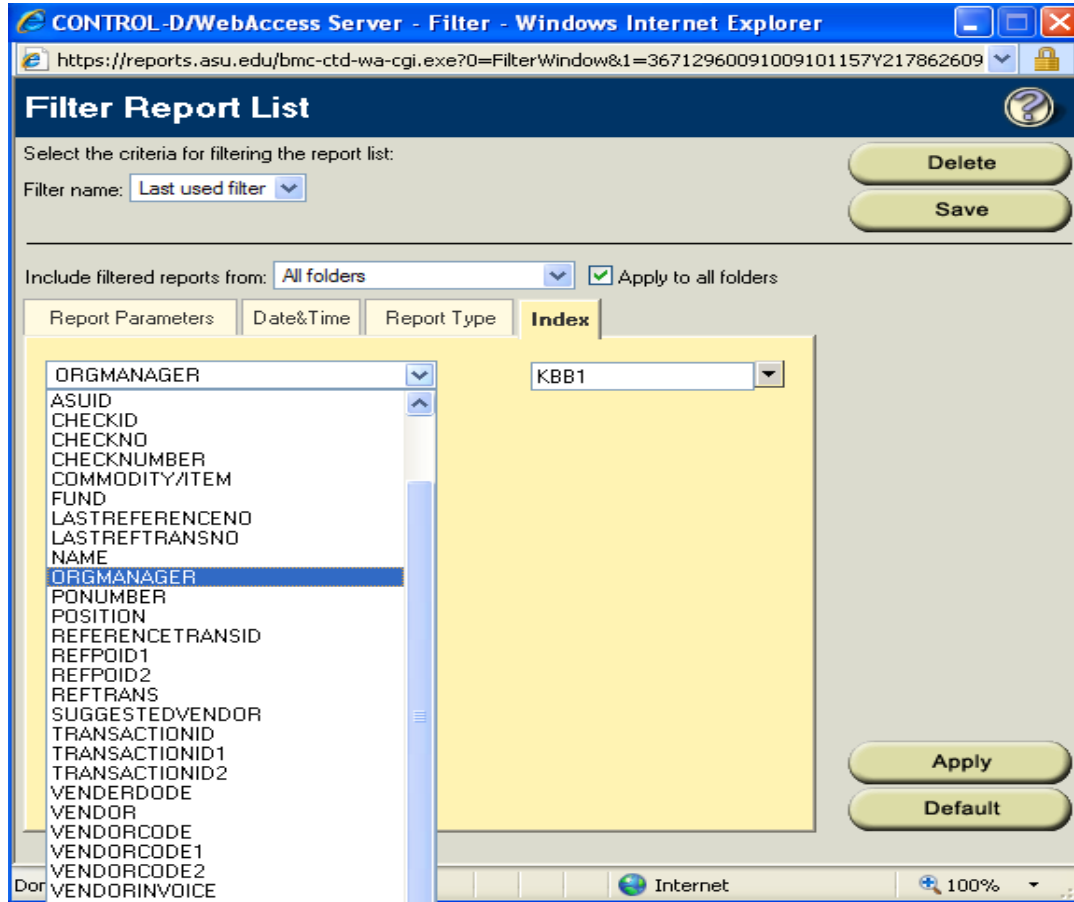 CONTROL-D/WebAccess Server - Filter - Windows Internet Explorer
https://reports.asu.edu/bmc-ctd-wa-cgi.exe?0=FilterWindow&1=36712960091009101157Y217862609
Filter Report List
Select the criteria for filtering the report list:
Delete
Filter name: Last used filter
Save
Include filtered reports from: All folders Apply to all folders
Report Parameters Date&Time Report Type Index
ORGMANAGER KBB1
ASUID
CHECKID
CHECKNO
CHECKNUMBER
COMMODITY/ITEM
FUND
LASTREFERENCENO
LASTREFTRANSNO
NAME
ORGMANAGER
PONUMBER
POSITION
REFERENCETRANSID
REFPOID1
REFPOID2
REFTRANS
SUGGESTEDVENDOR
TRANSACTIONID
TRANSACTIONID1
TRANSACTIONID2
VENDERDODE
VENDOR
VENDORCODE
VENDORCODE1
VENDORCODE2
VENDORINVOICE
Apply
Default
Internet 100%